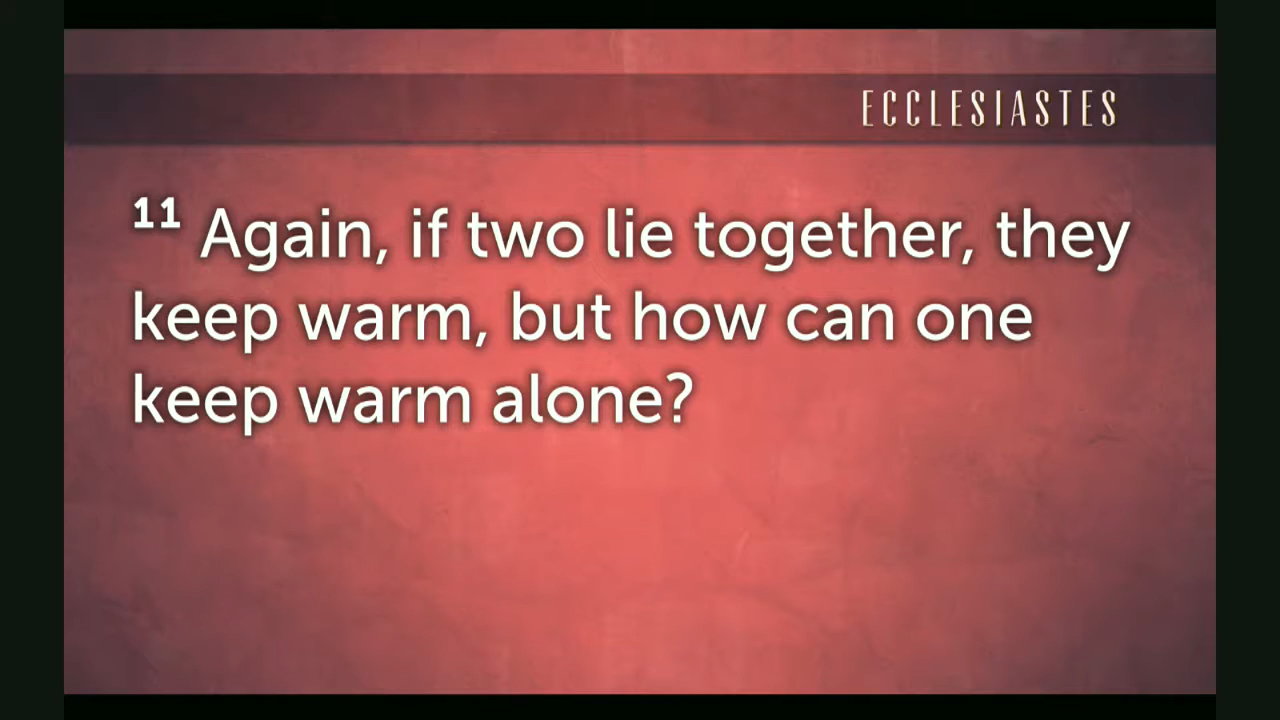 ECCLESIASTES
11 Again, if two lie together, they
keep warm, but how can one
keep warm alone?